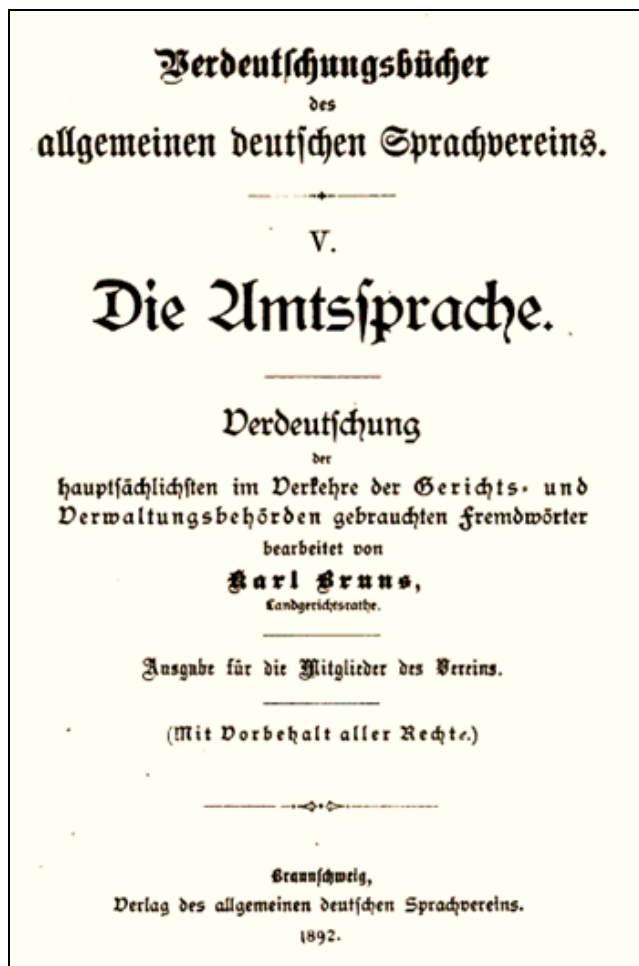 Verdeutſchungsbücher
des
allgemeinen deutſchen Sprachvereins.
V.
Die Amtsſprache.
Verdeutſchung
der
hauptſächlichſten im Verkehre der Gerichts- und
Verwaltungsbehörden gebrauchten Fremdwörter
bearbeitet von
Karl Bruns,
Landgerichtsrathe.
Ausgabe für die Mitglieder des Vereins.
(Mit Vorbehalt aller Rechte.)
Braunſchweig,
Verlag des allgemeinen deutſchen Sprachvereins.
1892.